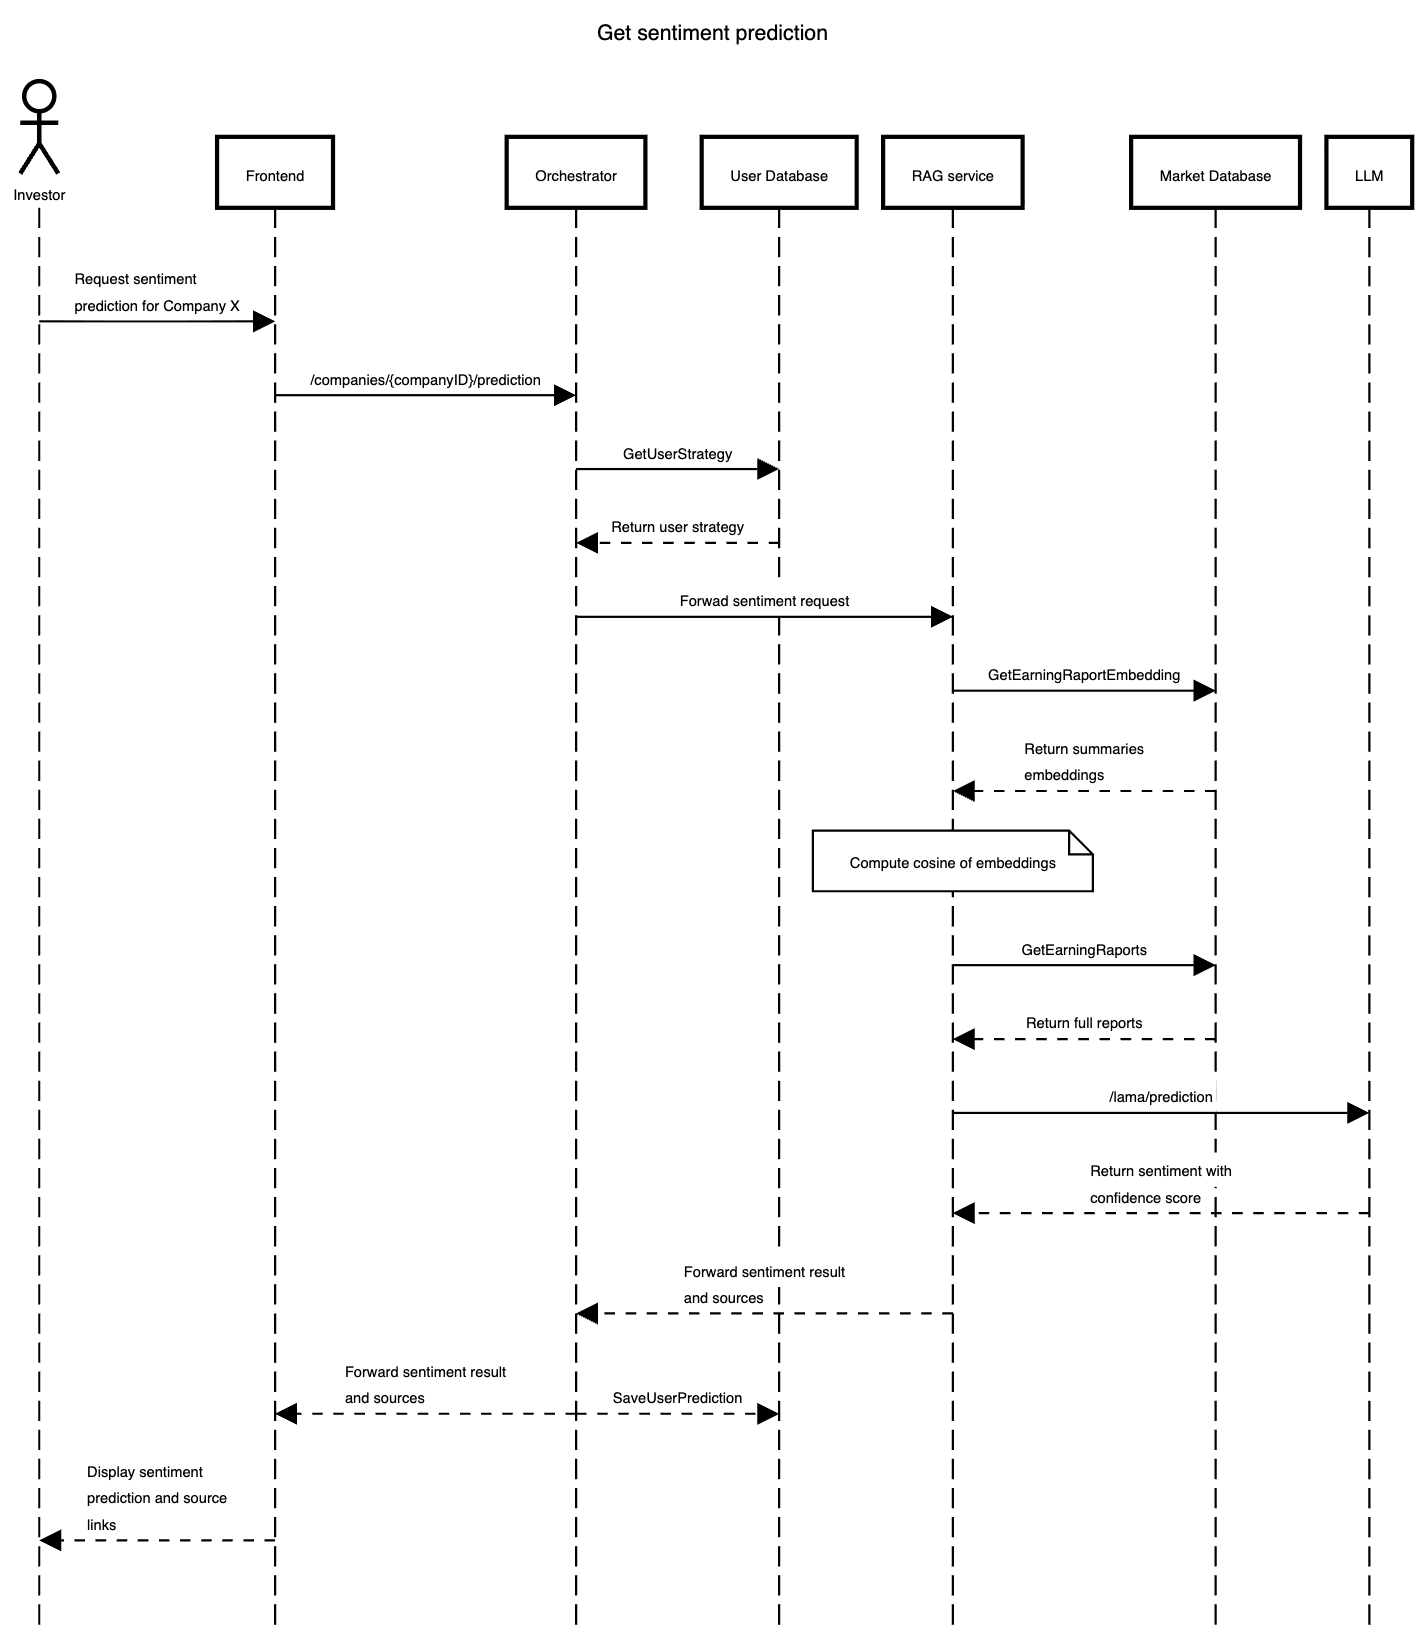 Get sentiment prediction
Investor
Frontend
Orchestrator
User Database
RAG service
Market Database
LLM
Request sentiment
prediction for Company X
/companies/{companyID}/prediction
GetUserStrategy
Return user strategy
Forwad sentiment request
GetEarningRaportEmbedding
Return summaries
embeddings
Compute cosine of embeddings
GetEarningRaports
Return full reports
/lama/prediction
Return sentiment with
confidence score
Forward sentiment result
and sources
Forward sentiment result
and sources
SaveUserPrediction
Display sentiment
prediction and source
links